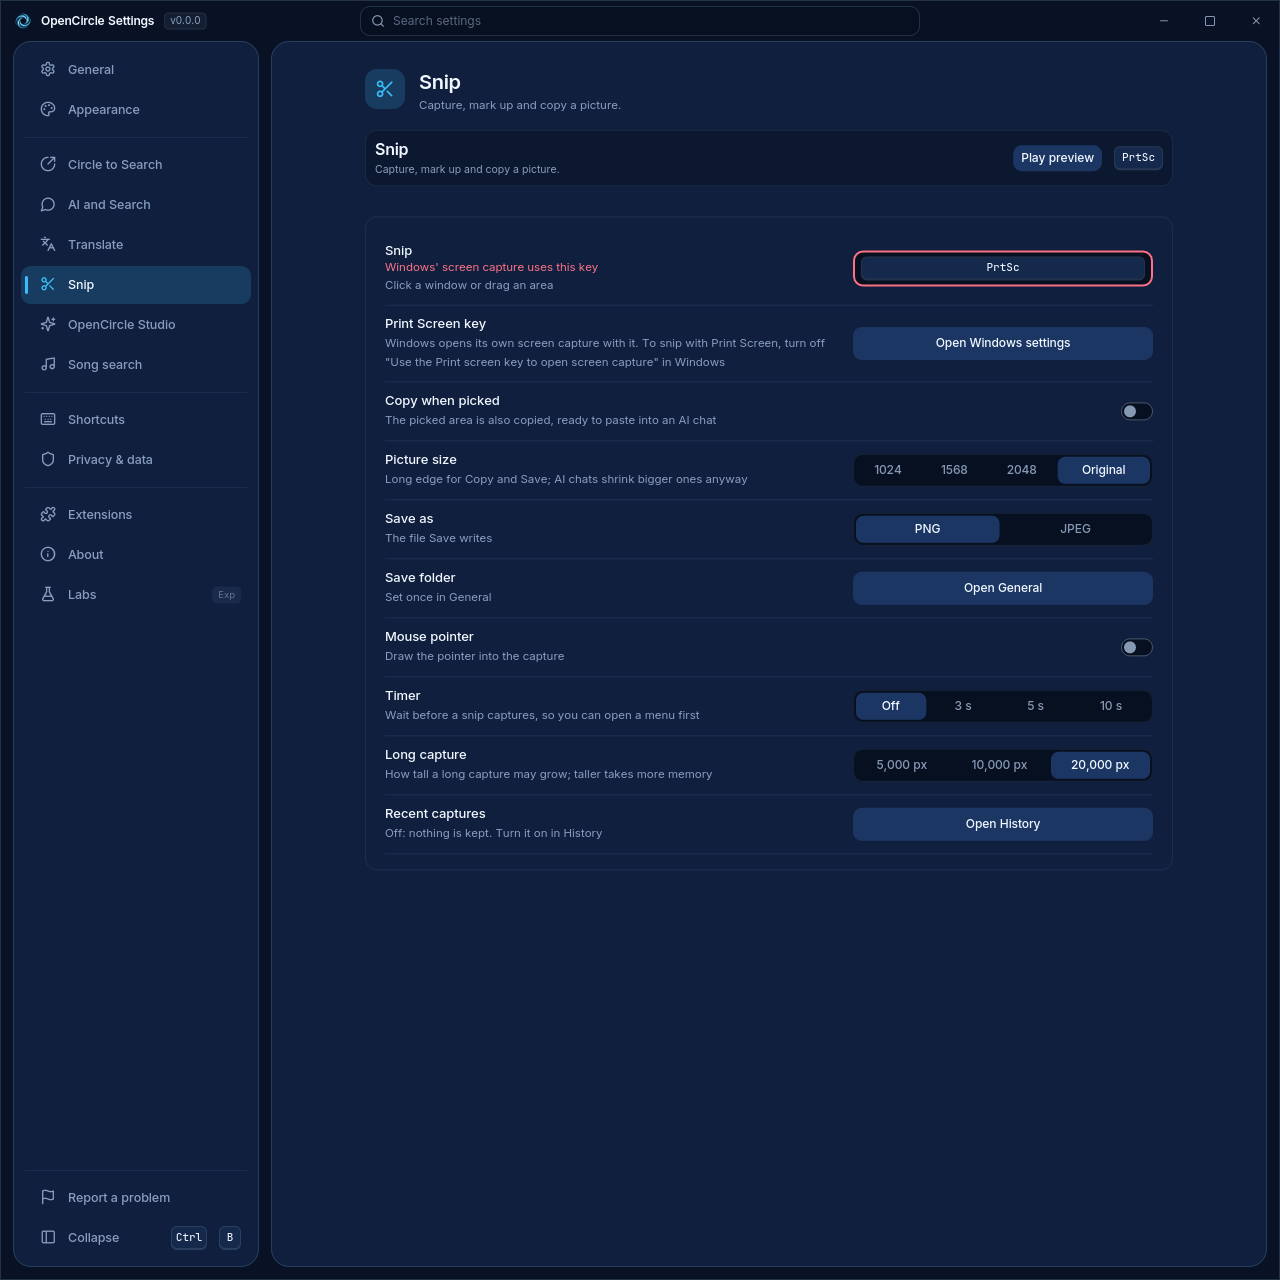 OpenCircle Settings v0.0.0
Search settings
General
Appearance
Circle to Search
AI and Search
Translate
Snip
OpenCircle Studio
Song search
Shortcuts
Privacy & data
Extensions
About
Labs Exp
Report a problem
Collapse Ctrl B
Snip
Capture, mark up and copy a picture.
Snip
Capture, mark up and copy a picture.
Play preview PrtSc
Snip
Windows' screen capture uses this key
Click a window or drag an area
PrtSc
Print Screen key
Windows opens its own screen capture with it. To snip with Print Screen, turn off
"Use the Print screen key to open screen capture" in Windows
Open Windows settings
Copy when picked
The picked area is also copied, ready to paste into an AI chat
Picture size
Long edge for Copy and Save; AI chats shrink bigger ones anyway
1024 1568 2048 Original
Save as
The file Save writes
PNG JPEG
Save folder
Set once in General
Open General
Mouse pointer
Draw the pointer into the capture
Timer
Wait before a snip captures, so you can open a menu first
Off 3 s 5 s 10 s
Long capture
How tall a long capture may grow; taller takes more memory
5,000 px 10,000 px 20,000 px
Recent captures
Off: nothing is kept. Turn it on in History
Open History